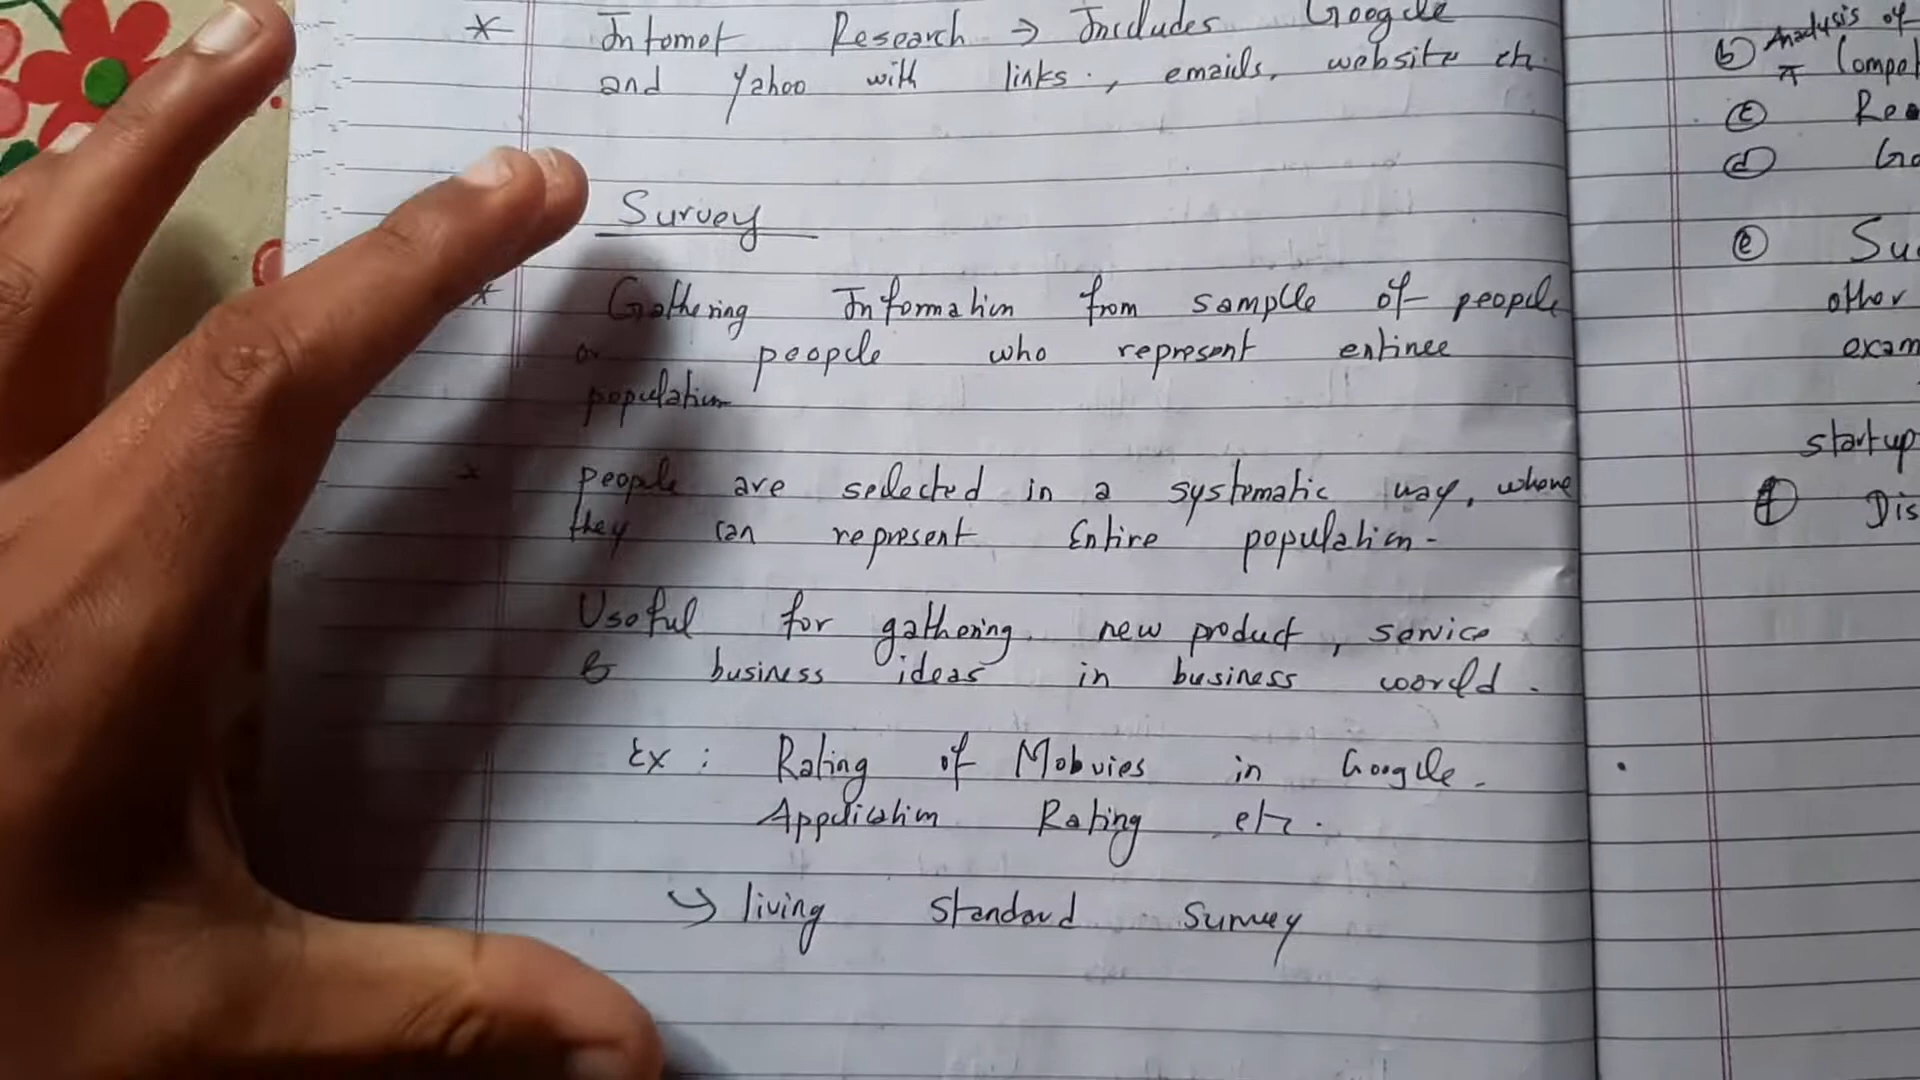 * Internet Research → Includes Google
and Yahoo with links., emails, website etc.
Survey
* Gathering Information from sample of people
or people who represent entire
population
* people are selected in a systematic way, where
they can represent Entire population-
Useful for gathering new product, service
& business ideas in business world.
Ex : Rating of Mobvies in Google.
Application Rating etc.
↳ living standard survey
(b) Analysis of
Compet
(c) Re
(d) Go
(e) Su
other
exam
startup
(f) Dis